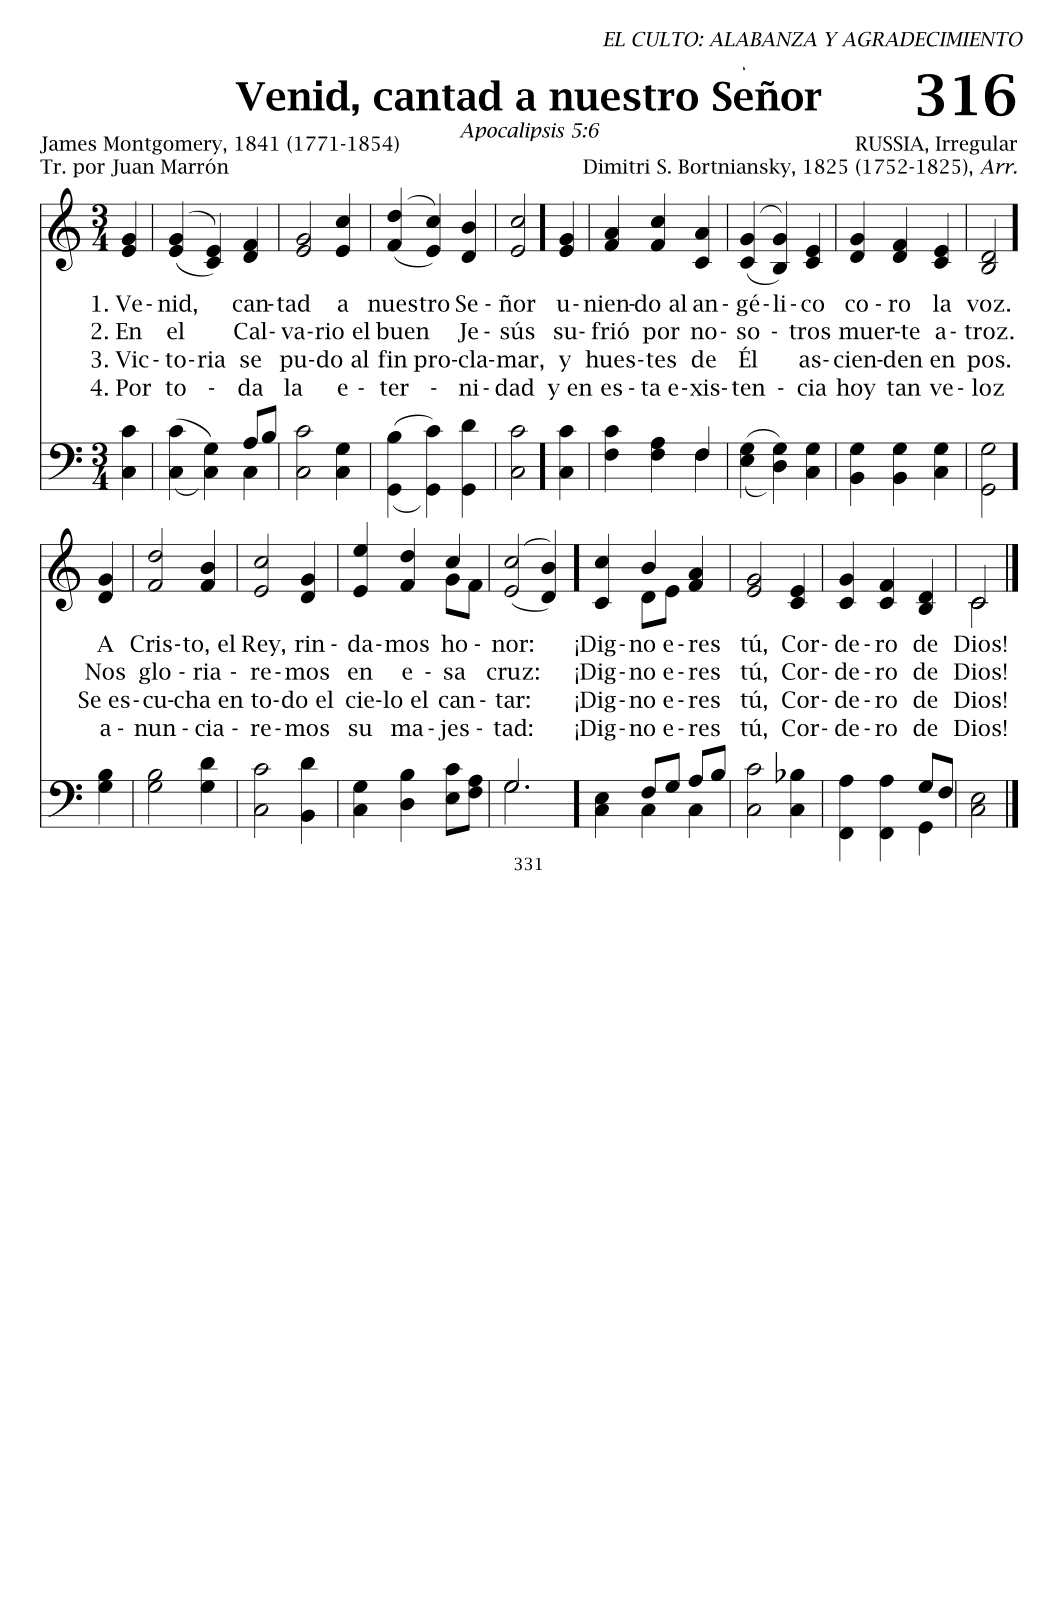 EL CULTO: ALABANZA Y AGRADECIMIENTO
Venid, cantad a nuestro Señor 316
Apocalipsis 5:6
James Montgomery, 1841 (1771-1854) RUSSIA, Irregular
Tr. por Juan Marrón Dimitri S. Bortniansky, 1825 (1752-1825), Arr.
1. Ve-nid, can-tad a nuestro Se-ñor u-nien-do al an-gé-li-co co-ro la voz.
2. En el Cal-va-rio el buen Je-sús su-frió por no-so-tros muer-te a-troz.
3. Vic-to-ria se pu-do al fin pro-cla-mar, y hues-tes de Él as-cien-den en pos.
4. Por to-da la e-ter-ni-dad y en es-ta e-xis-ten-cia hoy tan ve-loz
A Cris-to, el Rey, rin-da-mos ho-nor: ¡Dig-no e-res tú, Cor-de-ro de Dios!
Nos glo-ria-re-mos en e-sa cruz: ¡Dig-no e-res tú, Cor-de-ro de Dios!
Se es-cu-cha en to-do el cie-lo el can-tar: ¡Dig-no e-res tú, Cor-de-ro de Dios!
a-nun-cia-re-mos su ma-jes-tad: ¡Dig-no e-res tú, Cor-de-ro de Dios!
331